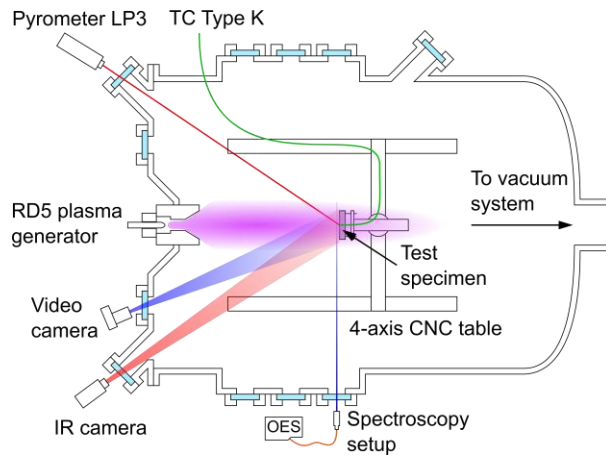 Pyrometer LP3
TC Type K
To vacuum
system
RD5 plasma
generator
Test
specimen
Video
camera
4-axis CNC table
IR camera
OES
Spectroscopy
setup